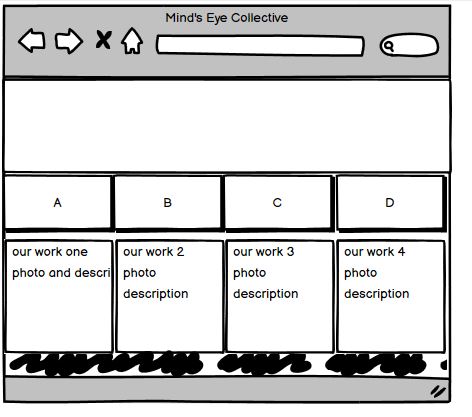 Mind's Eye Collective
A
B
C
D
our work one
photo and descri
our work 2
photo
description
our work 3
photo
description
our work 4
photo
description